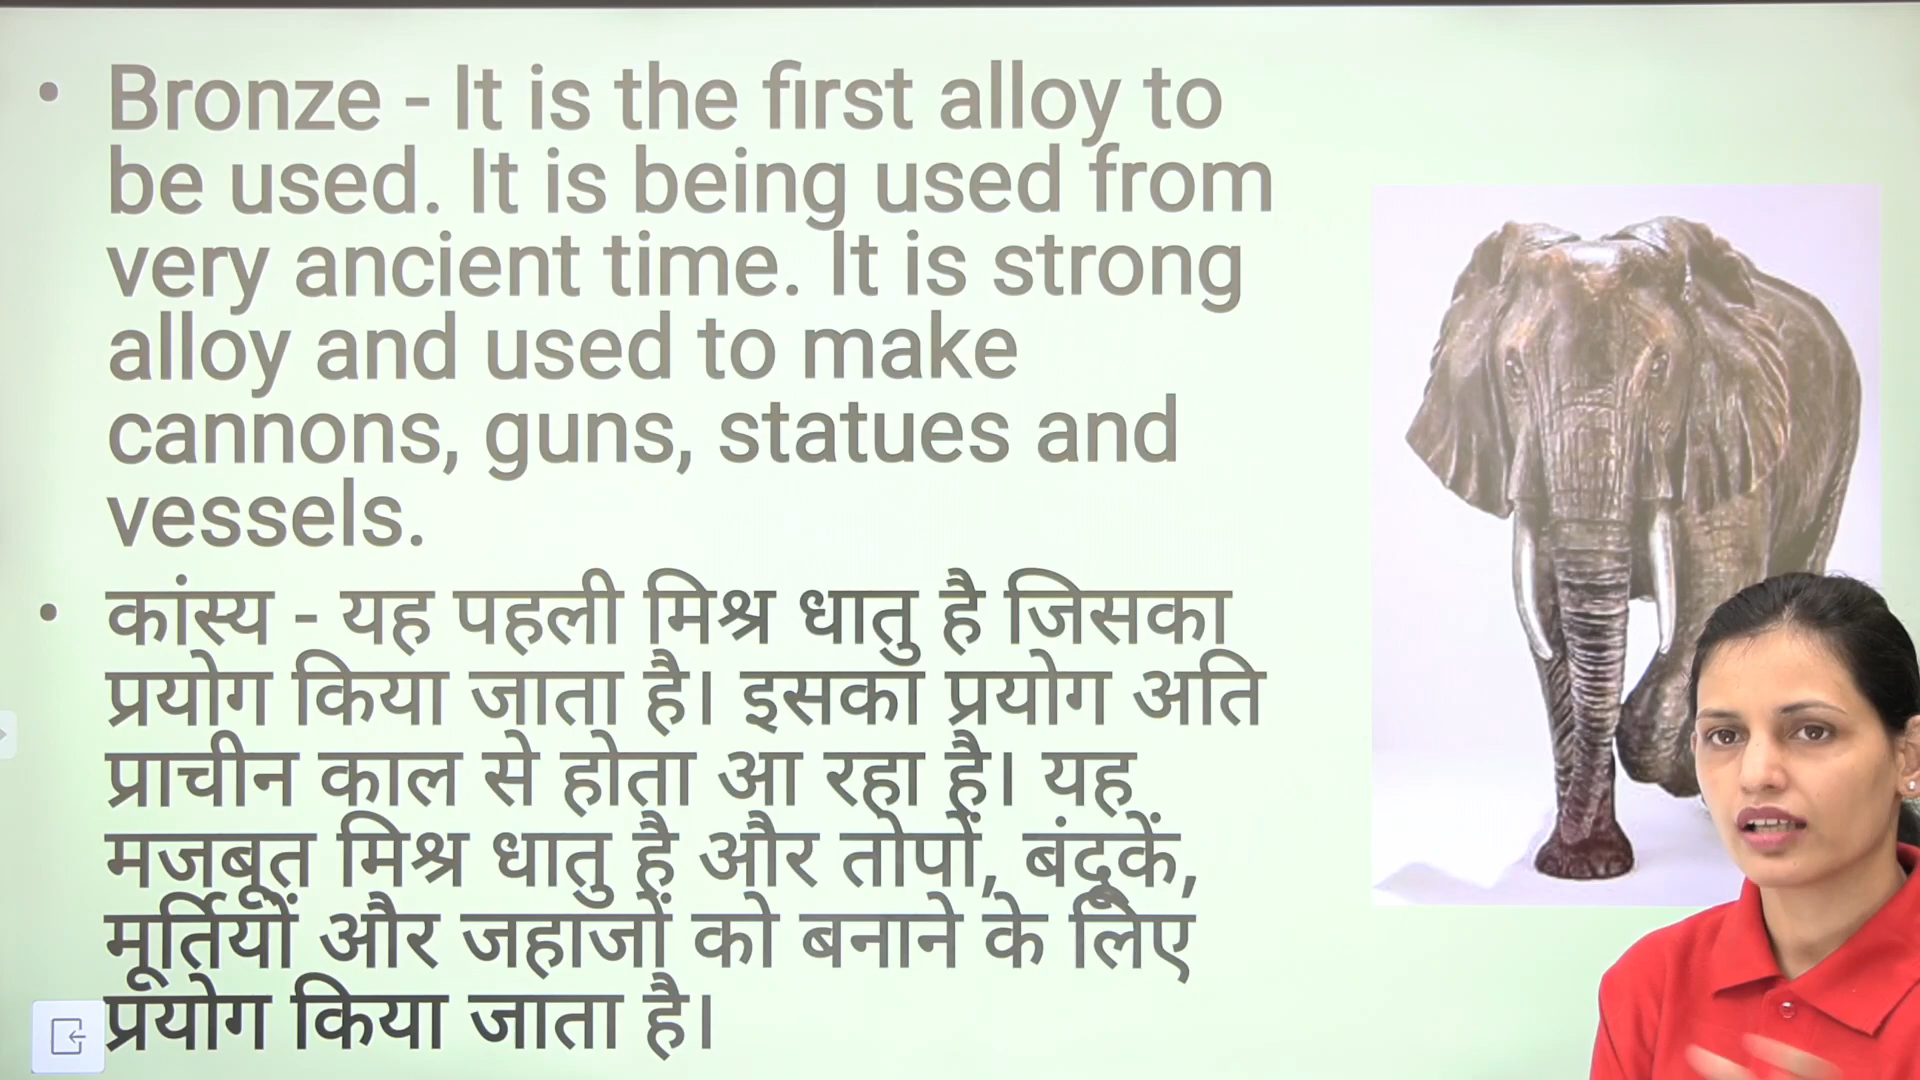 • Bronze - It is the first alloy to
be used. It is being used from
very ancient time. It is strong
alloy and used to make
cannons, guns, statues and
vessels.
• कांस्य - यह पहली मिश्र धातु है जिसका
प्रयोग किया जाता है। इसका प्रयोग अति
प्राचीन काल से होता आ रहा है। यह
मजबूत मिश्र धातु है और तोपों, बंदूकें,
मूर्तियों और जहाजों को बनाने के लिए
प्रयोग किया जाता है।